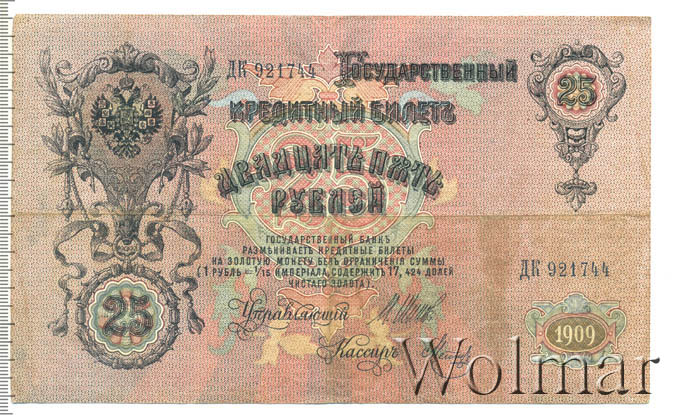 ДК 921744
Государственный
25
кредитный билетъ
двадцать пять
рублей
государственный банкъ
размѣниваетъ кредитные билеты
на золотую монету безъ ограниченія суммы
(1 рубль = 1/15 империала, содержитъ 17,424 долей
чистаго золота).
ДК 921744
25
Управляющій
1909
Кассиръ
Wolmar